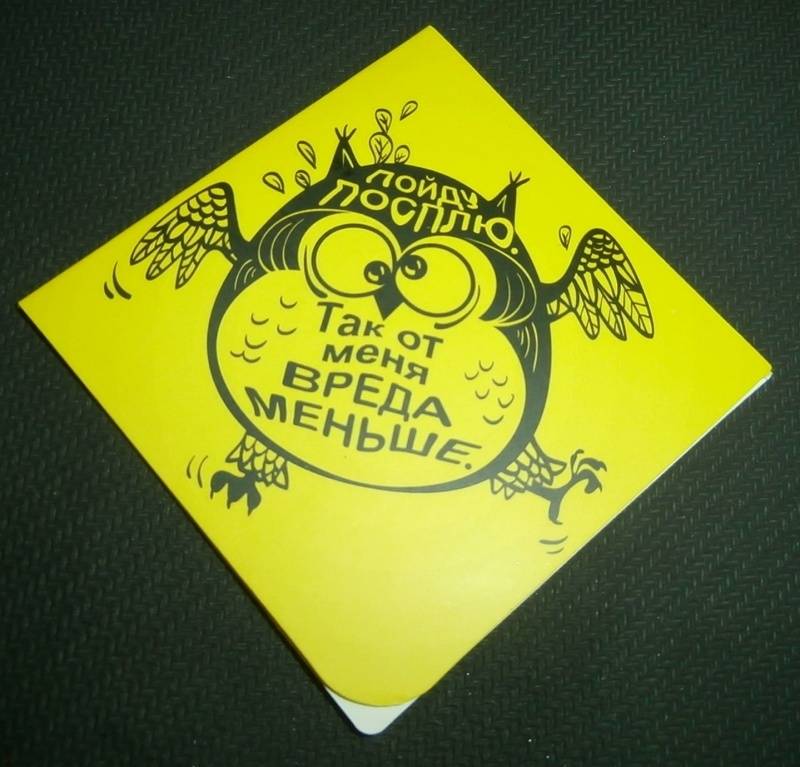 ПОЙДУ
ПОСПЛЮ.
Так от
меня
ВРЕДА
МЕНЬШЕ.